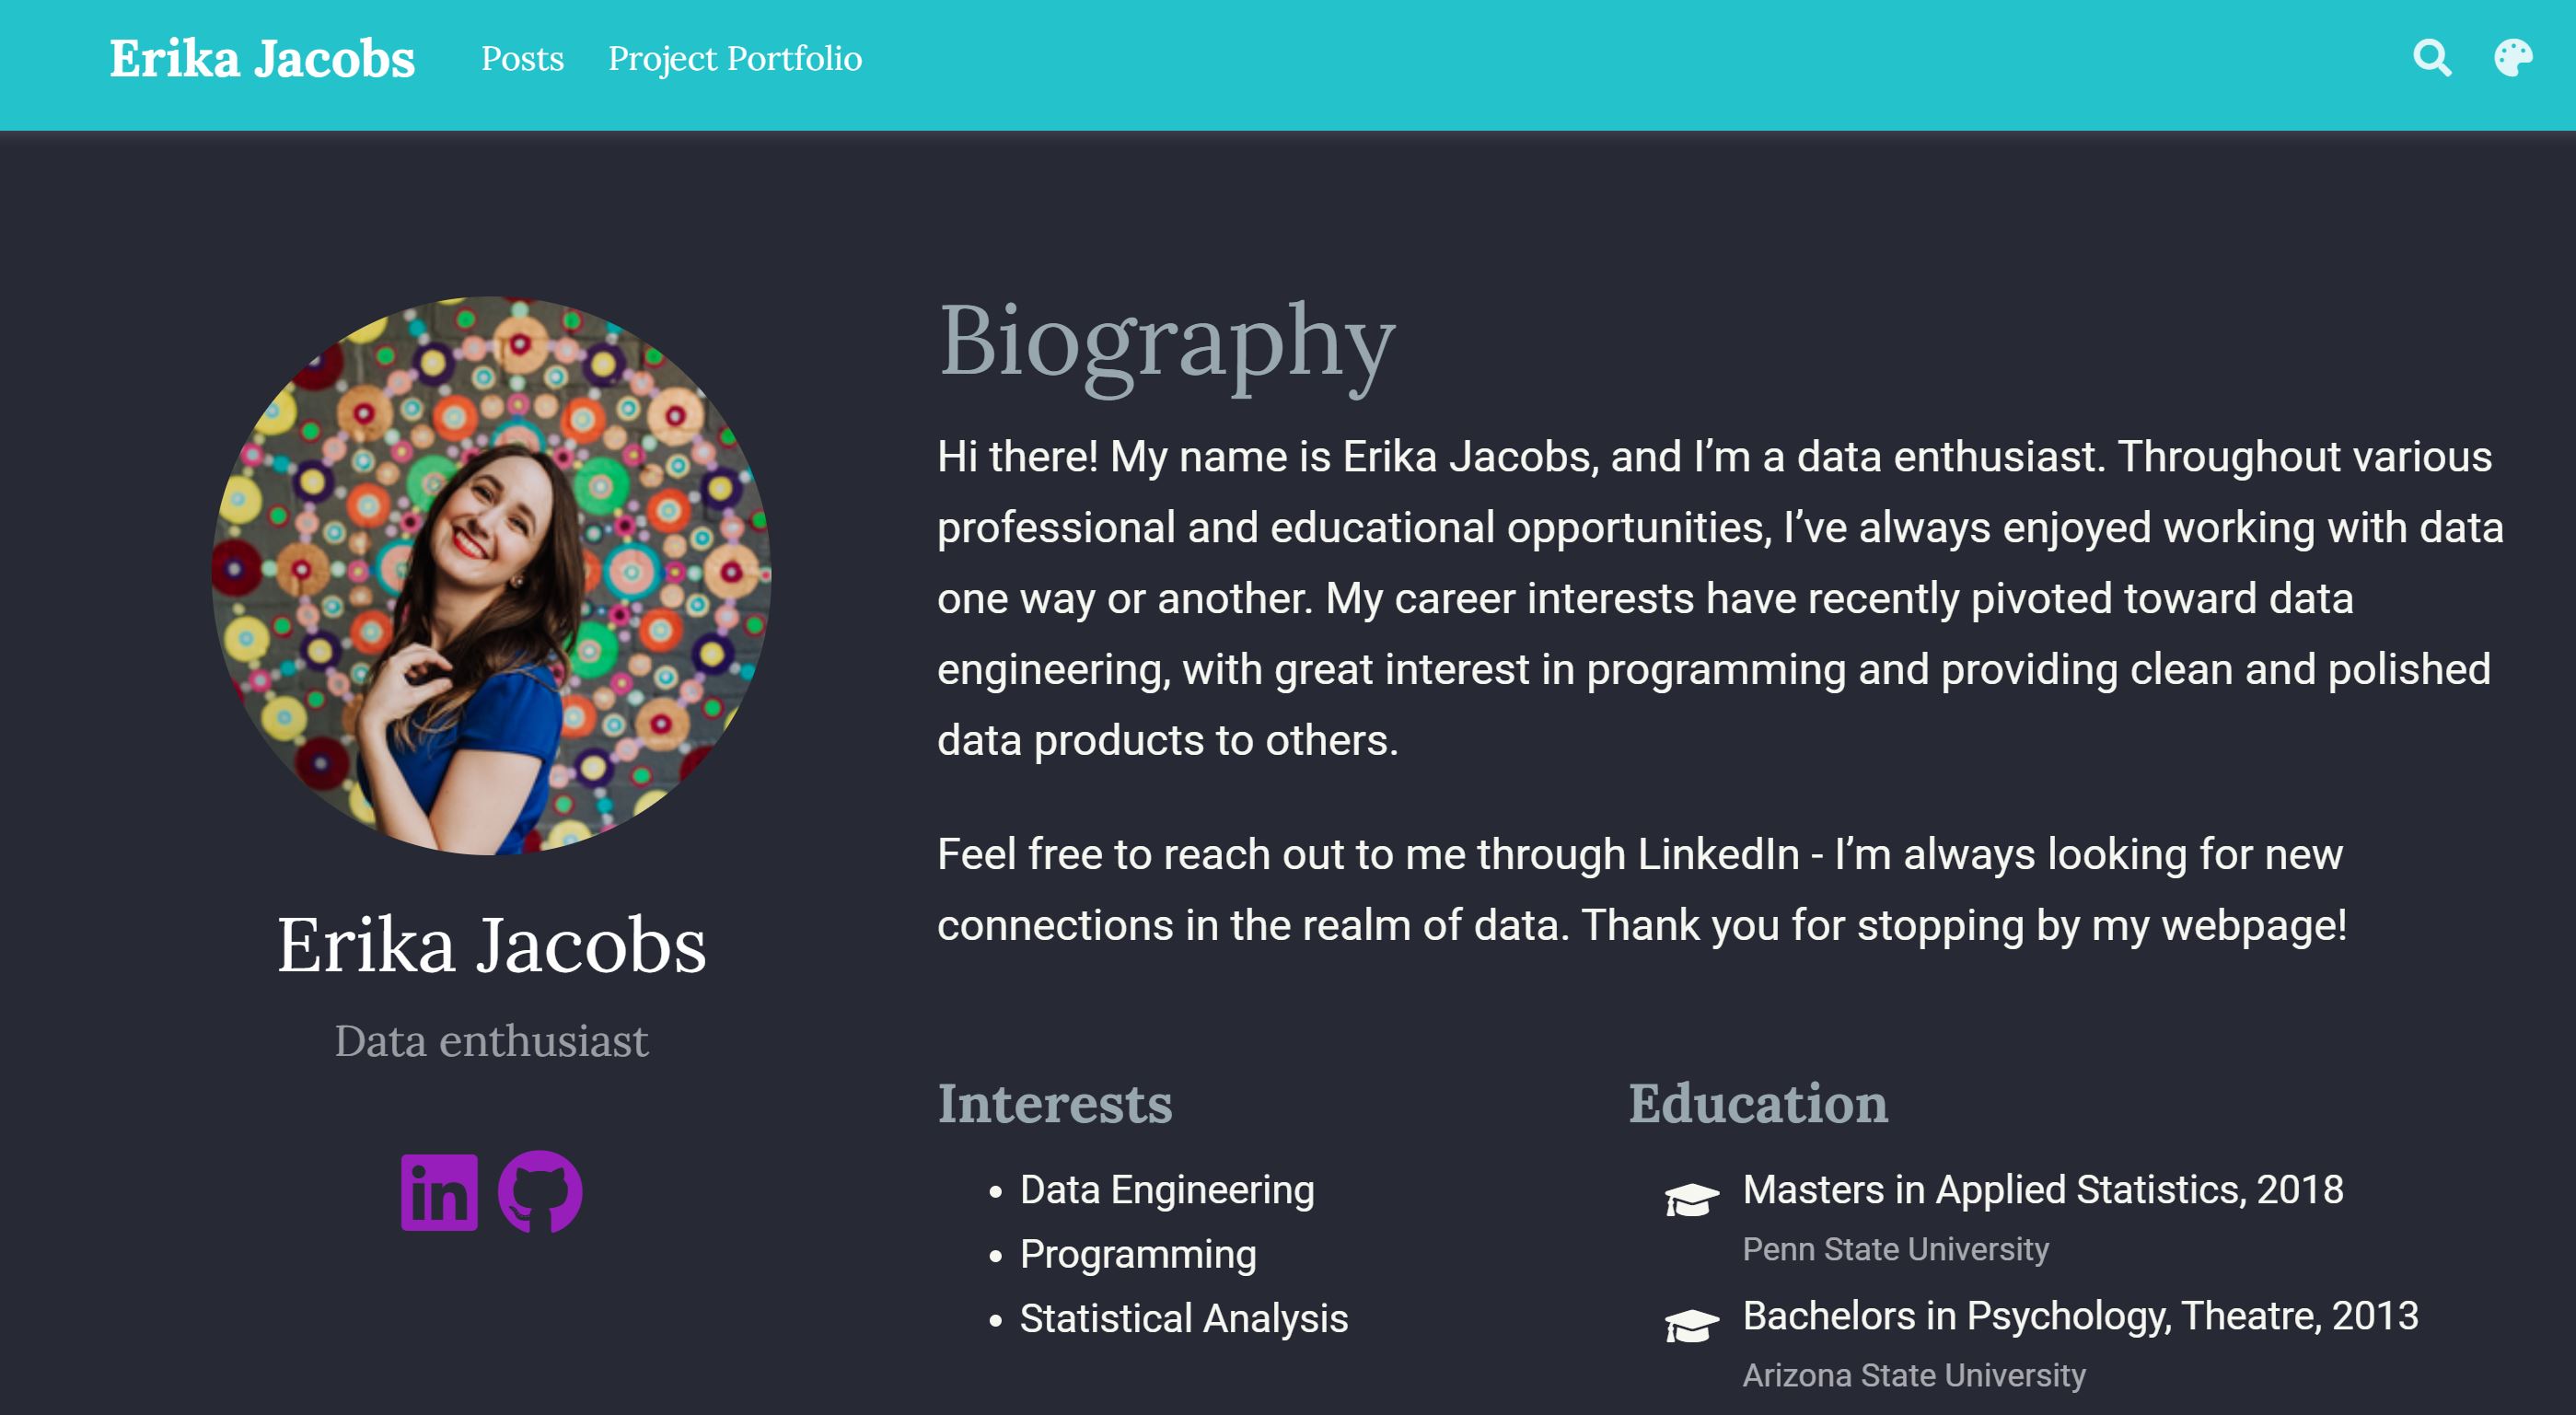 Erika Jacobs Posts Project Portfolio
Biography
Hi there! My name is Erika Jacobs, and I’m a data enthusiast. Throughout various
professional and educational opportunities, I’ve always enjoyed working with data
one way or another. My career interests have recently pivoted toward data
engineering, with great interest in programming and providing clean and polished
data products to others.
Feel free to reach out to me through LinkedIn - I’m always looking for new
connections in the realm of data. Thank you for stopping by my webpage!
Erika Jacobs
Data enthusiast
in
Interests
• Data Engineering
• Programming
• Statistical Analysis
Education
Masters in Applied Statistics, 2018
Penn State University
Bachelors in Psychology, Theatre, 2013
Arizona State University